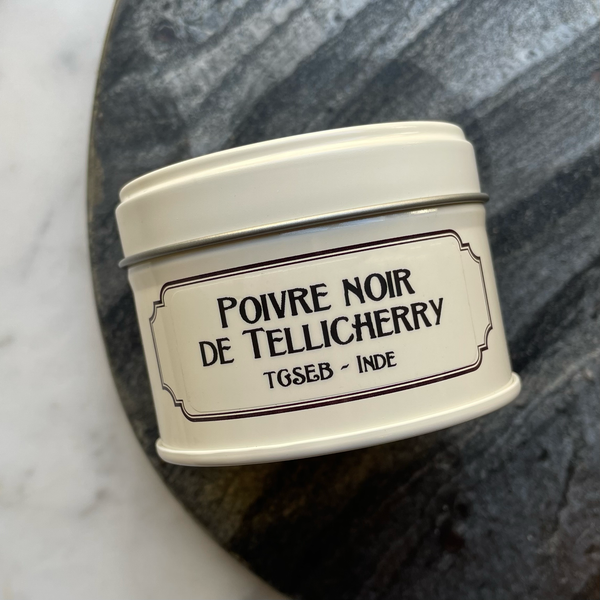 Poivre noir
de Tellicherry
TGSEB ~ Inde